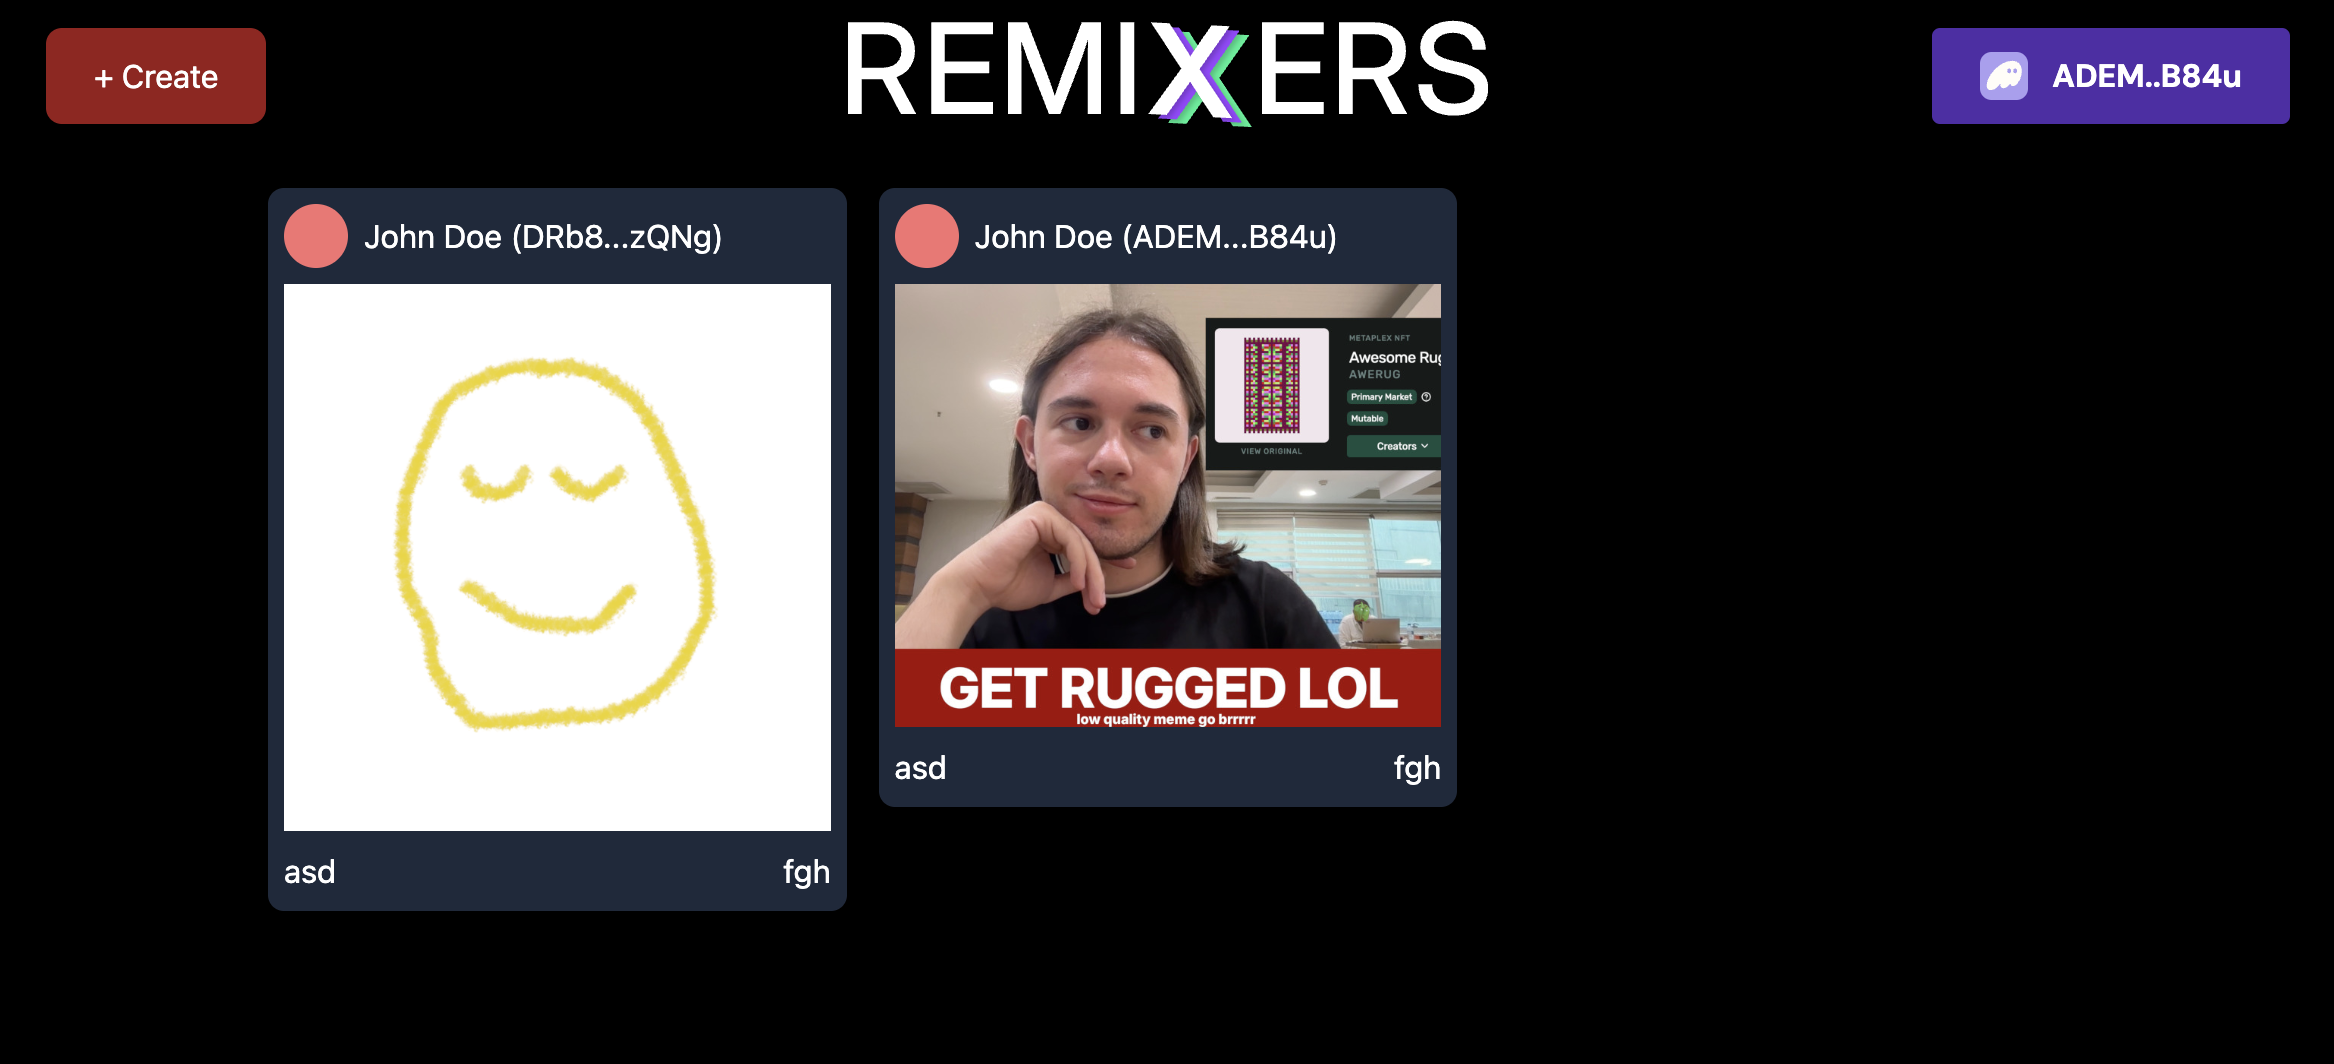 + Create
REMIXERS
ADEM..B84u
John Doe (DRb8...zQNg)
asd
fgh
John Doe (ADEM...B84u)
METAPLEX NFT
Awesome Rug
AWERUG
Primary Market
Mutable
Creators
VIEW ORIGINAL
GET RUGGED LOL
low quality meme go brrrrr
asd
fgh